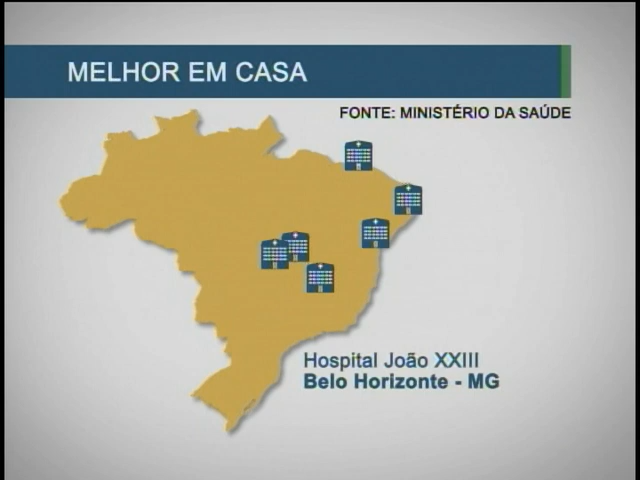 MELHOR EM CASA
FONTE: MINISTÉRIO DA SAÚDE
Hospital João XXIII
Belo Horizonte - MG